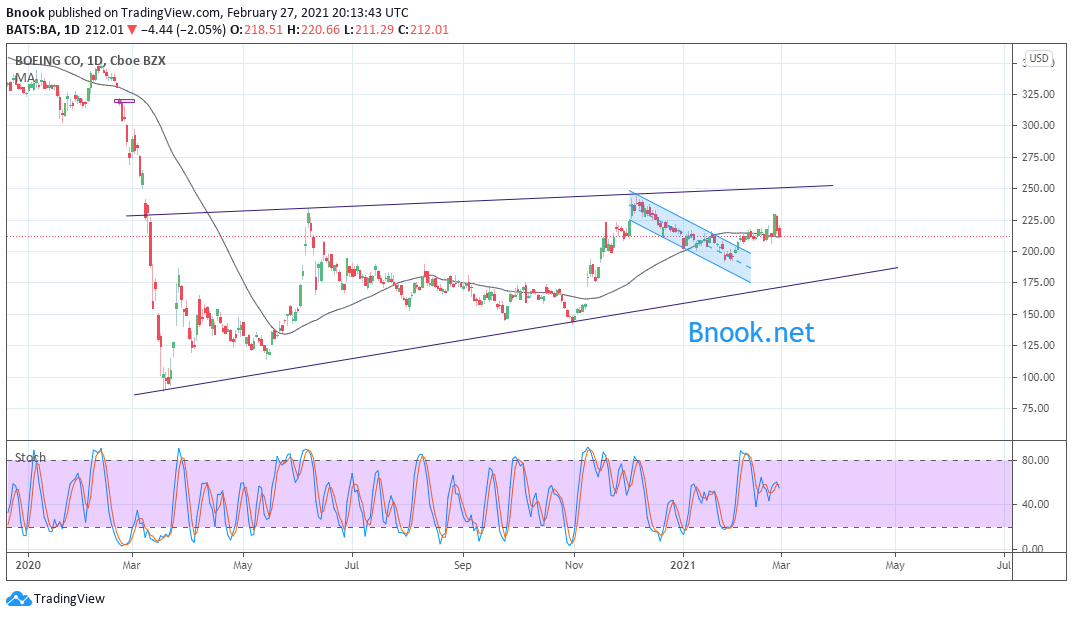 Bnook published on TradingView.com, February 27, 2021 20:13:43 UTC
BATS:BA, 1D 212.01 ▼ −4.44 (−2.05%) O:218.51 H:220.66 L:211.29 C:212.01
BOEING CO, 1D, Cboe BZX
MA
USD
325.00
300.00
275.00
250.00
225.00
200.00
175.00
150.00
125.00
100.00
75.00
Bnook.net
Stoch
80.00
40.00
0.00
2020 Mar May Jul Sep Nov 2021 Mar May Jul
TradingView